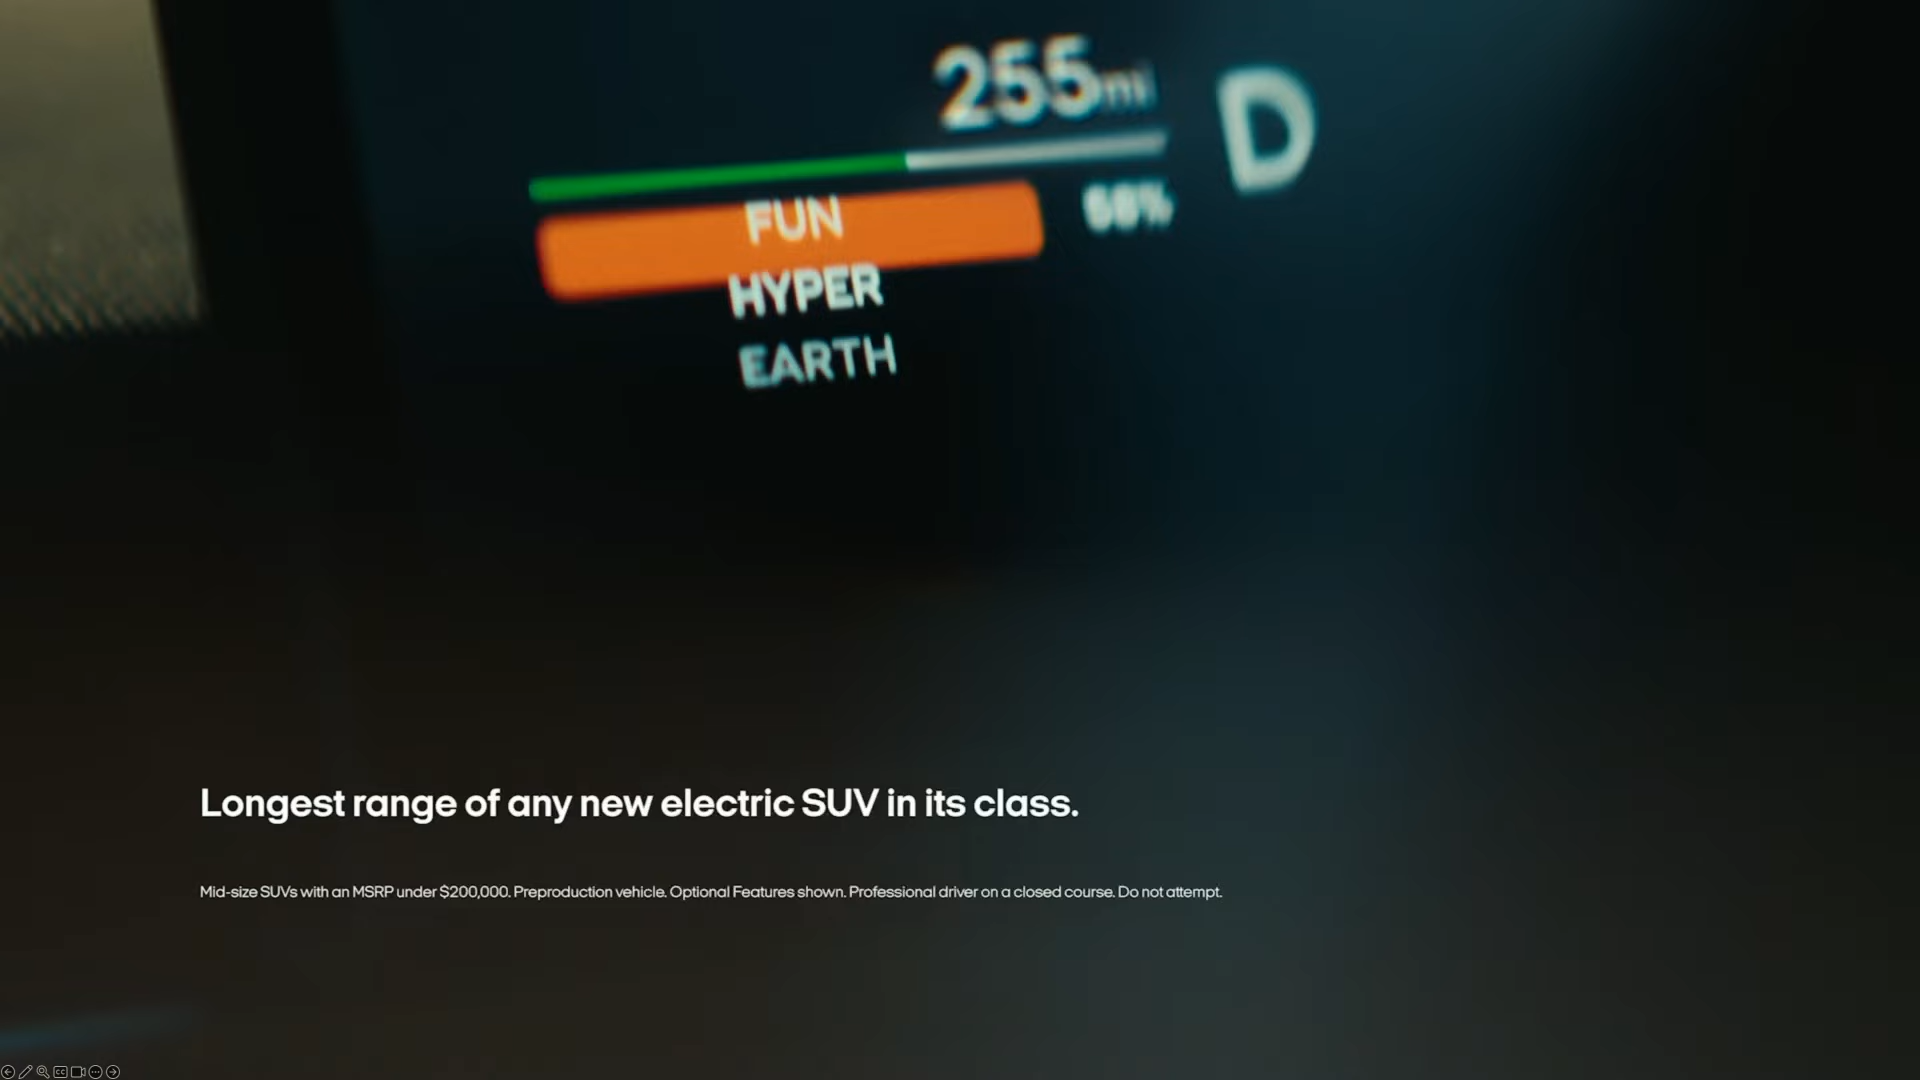 255mi
D
FUN
HYPER
EARTH
Longest range of any new electric SUV in its class.
Mid-size SUVs with an MSRP under $200,000. Preproduction vehicle. Optional Features shown. Professional driver on a closed course. Do not attempt.